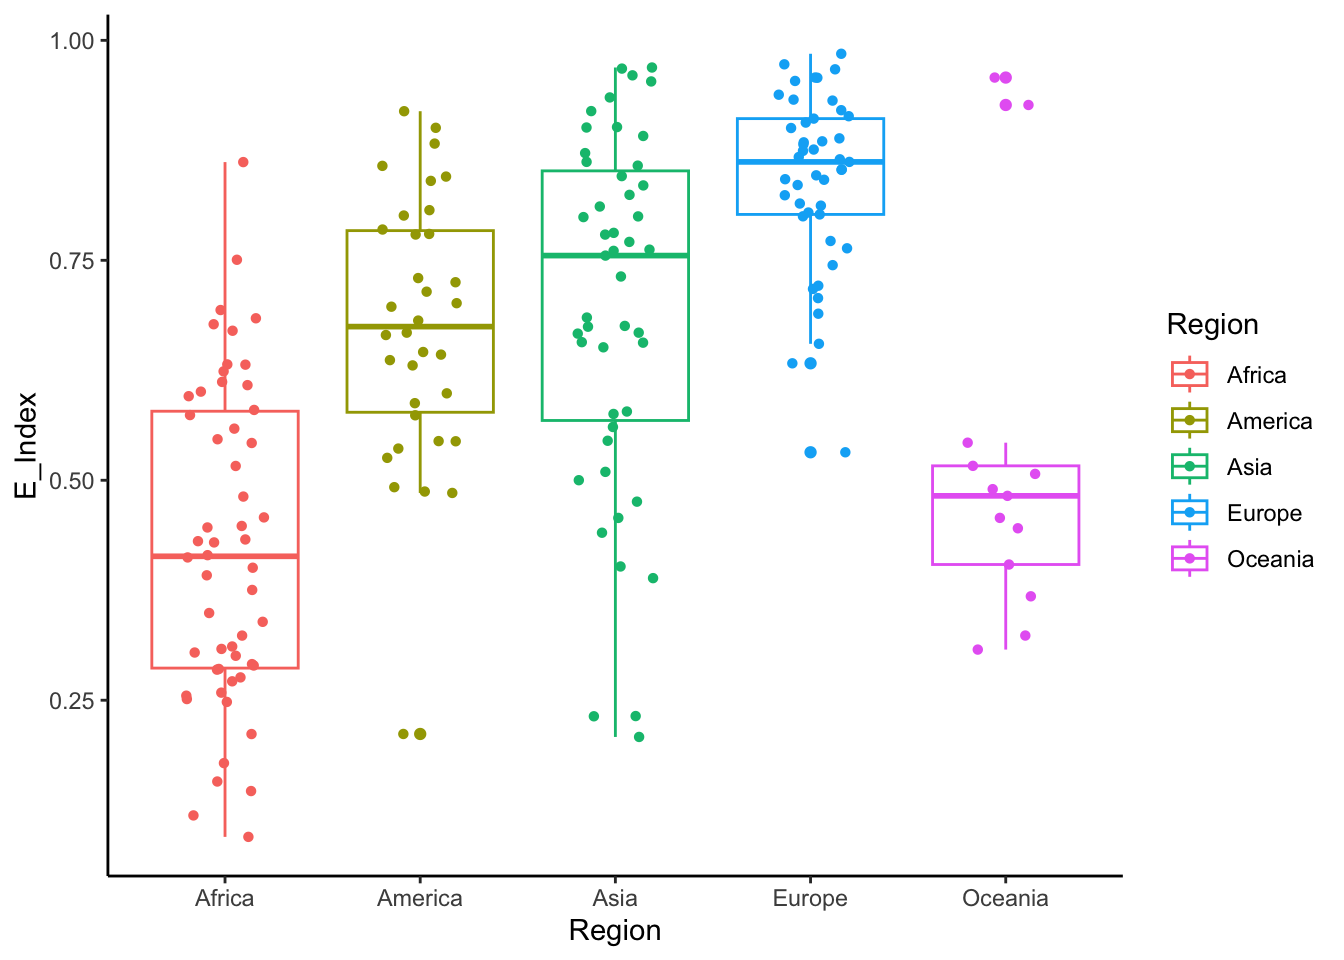 1.00
0.75
0.50
0.25
E_Index
Africa America Asia Europe Oceania
Region
Region
Africa
America
Asia
Europe
Oceania